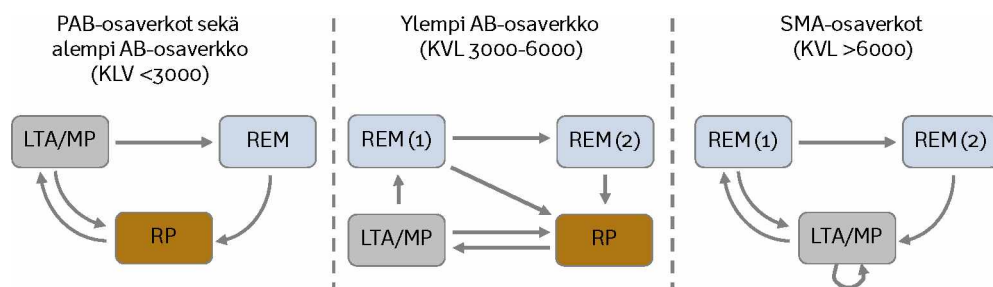 PAB-osaverkot sekä
alempi AB-osaverkko
(KLV <3000)
LTA/MP
REM
RP
Ylempi AB-osaverkko
(KVL 3000-6000)
REM (1)
REM (2)
LTA/MP
RP
SMA-osaverkot
(KVL >6000)
REM (1)
REM (2)
LTA/MP